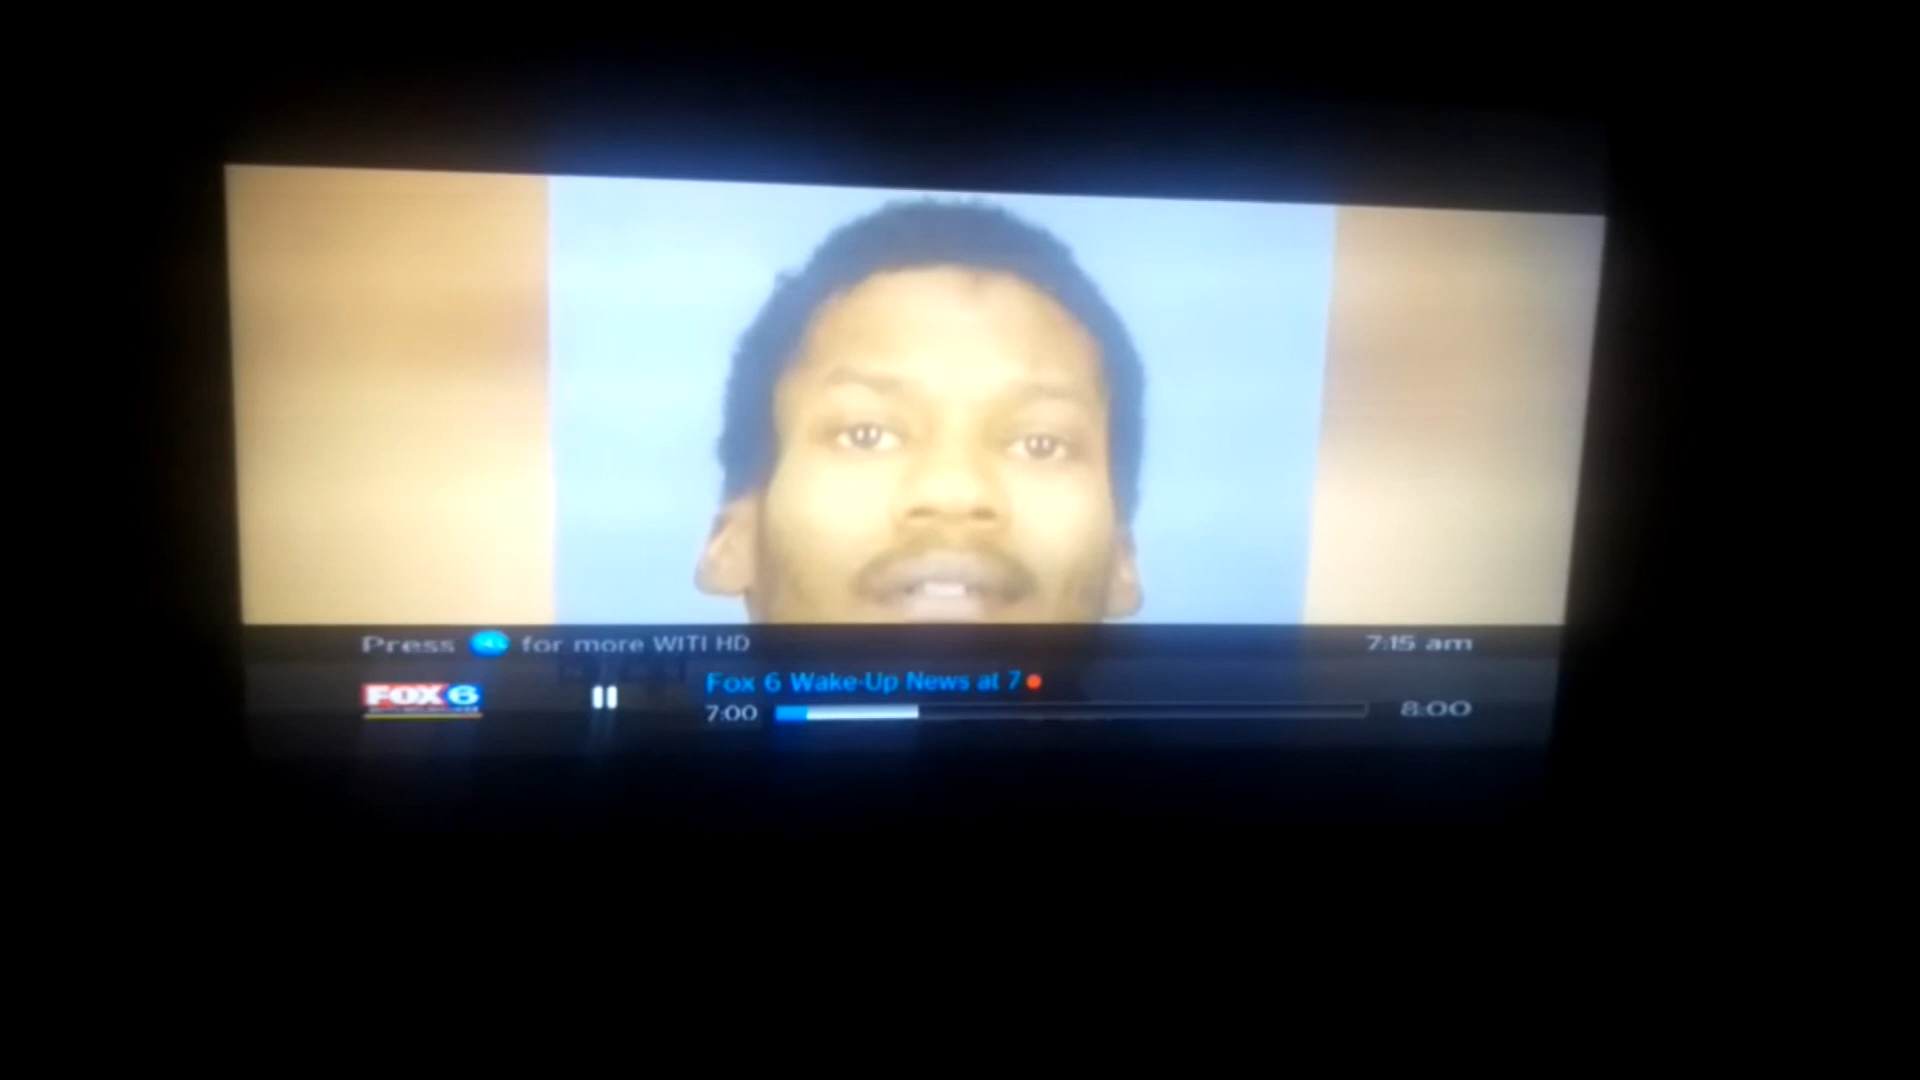 Press for more WITI HD
7:15 am
FOX 6
Fox 6 Wake-Up News at 7
7:00
8:00